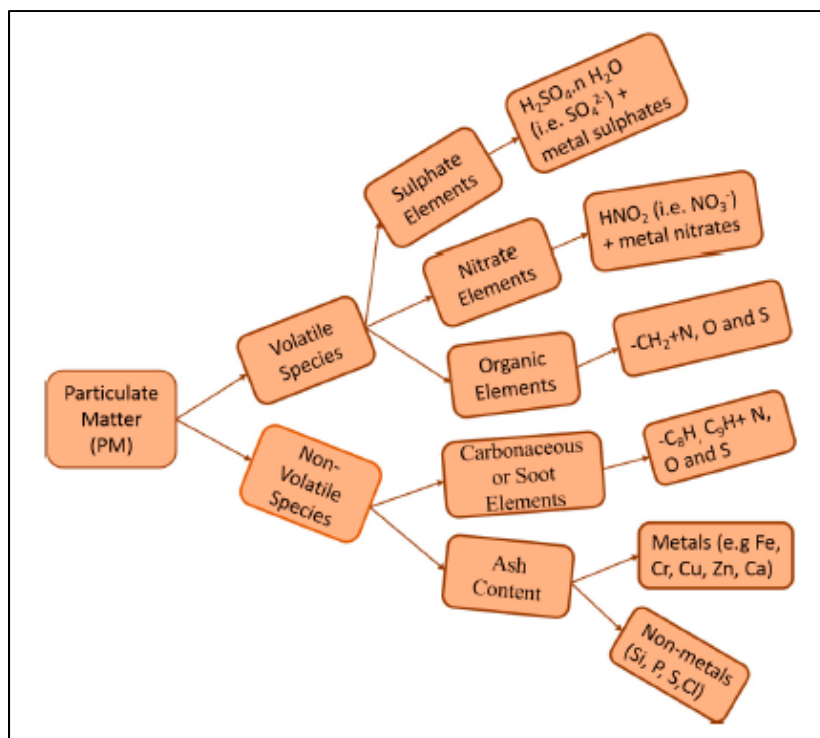 Particulate
Matter
(PM)
Volatile
Species
Sulphate
Elements
H₂SO₄.n H₂O
(i.e. SO₄²⁻) +
metal sulphates
Nitrate
Elements
HNO₂ (i.e. NO₃⁻)
+ metal nitrates
Organic
Elements
-CH₂+N, O and S
Non-
Volatile
Species
Carbonaceous
or Soot
Elements
-C₈H, C₉H+ N,
O and S
Ash
Content
Metals (e.g Fe,
Cr, Cu, Zn, Ca)
Non-metals
(Si, P, S,Cl)